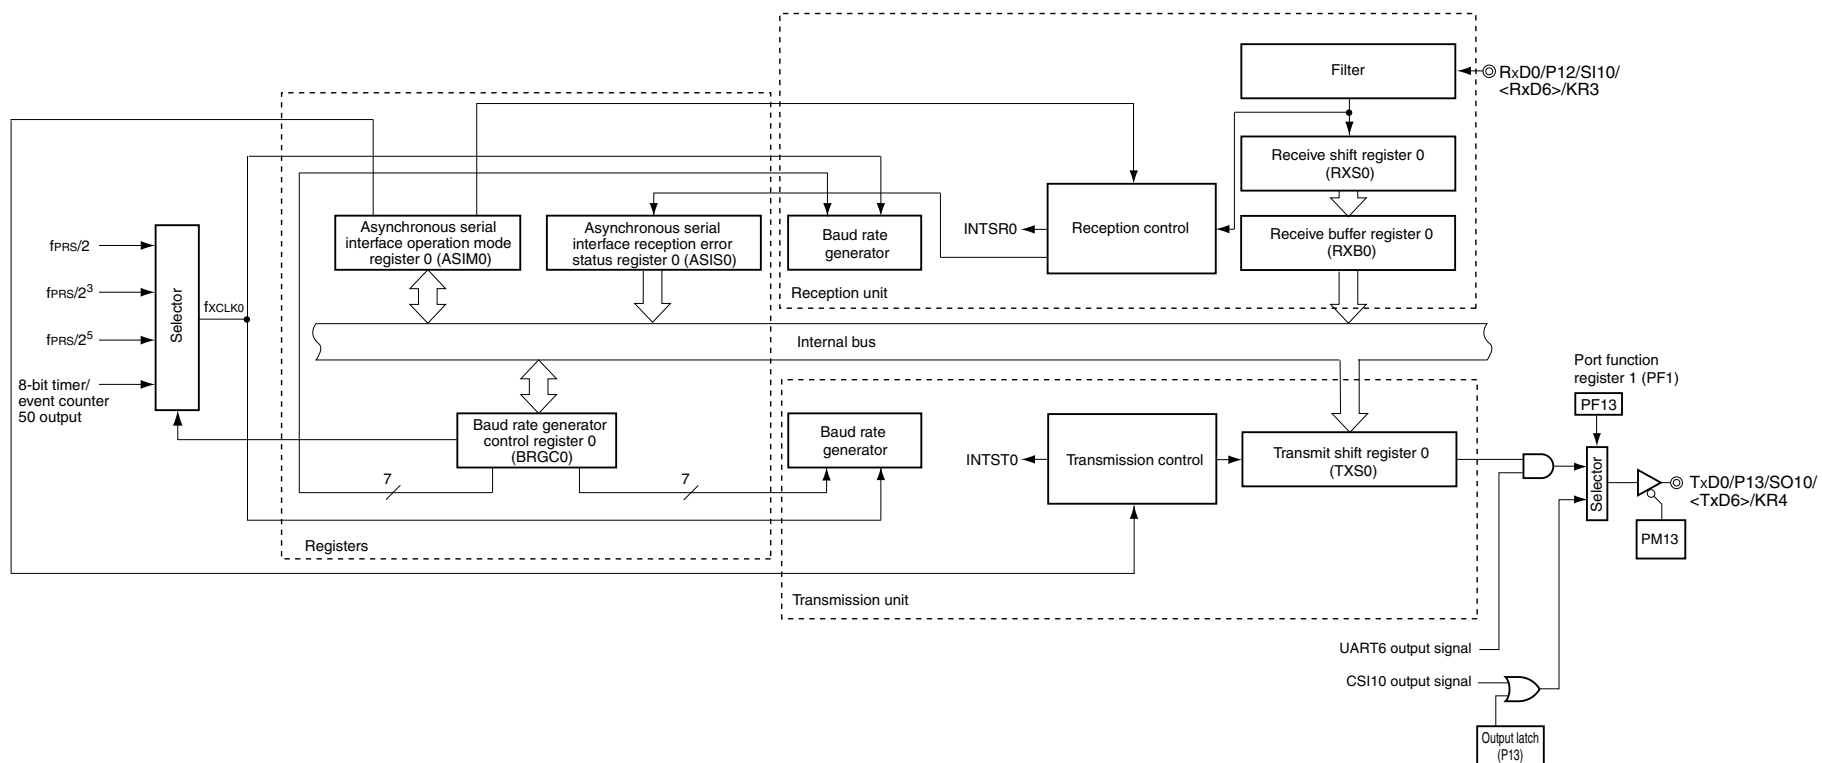 Filter
RxD0/P12/SI10/
<RxD6>/KR3
Receive shift register 0
(RXS0)
Asynchronous serial
interface operation mode
register 0 (ASIM0)
Asynchronous serial
interface reception error
status register 0 (ASIS0)
Baud rate
generator
INTSR0
Reception control
Receive buffer register 0
(RXB0)
Reception unit
fPRS/2
fPRS/2³
fPRS/2⁵
8-bit timer/
event counter
50 output
Selector
fXCLK0
Internal bus
Port function
register 1 (PF1)
PF13
Baud rate generator
control register 0
(BRGC0)
7
7
Baud rate
generator
INTST0
Transmission control
Transmit shift register 0
(TXS0)
Selector
TxD0/P13/SO10/
<TxD6>/KR4
PM13
Registers
Transmission unit
UART6 output signal
CSI10 output signal
Output latch
(P13)